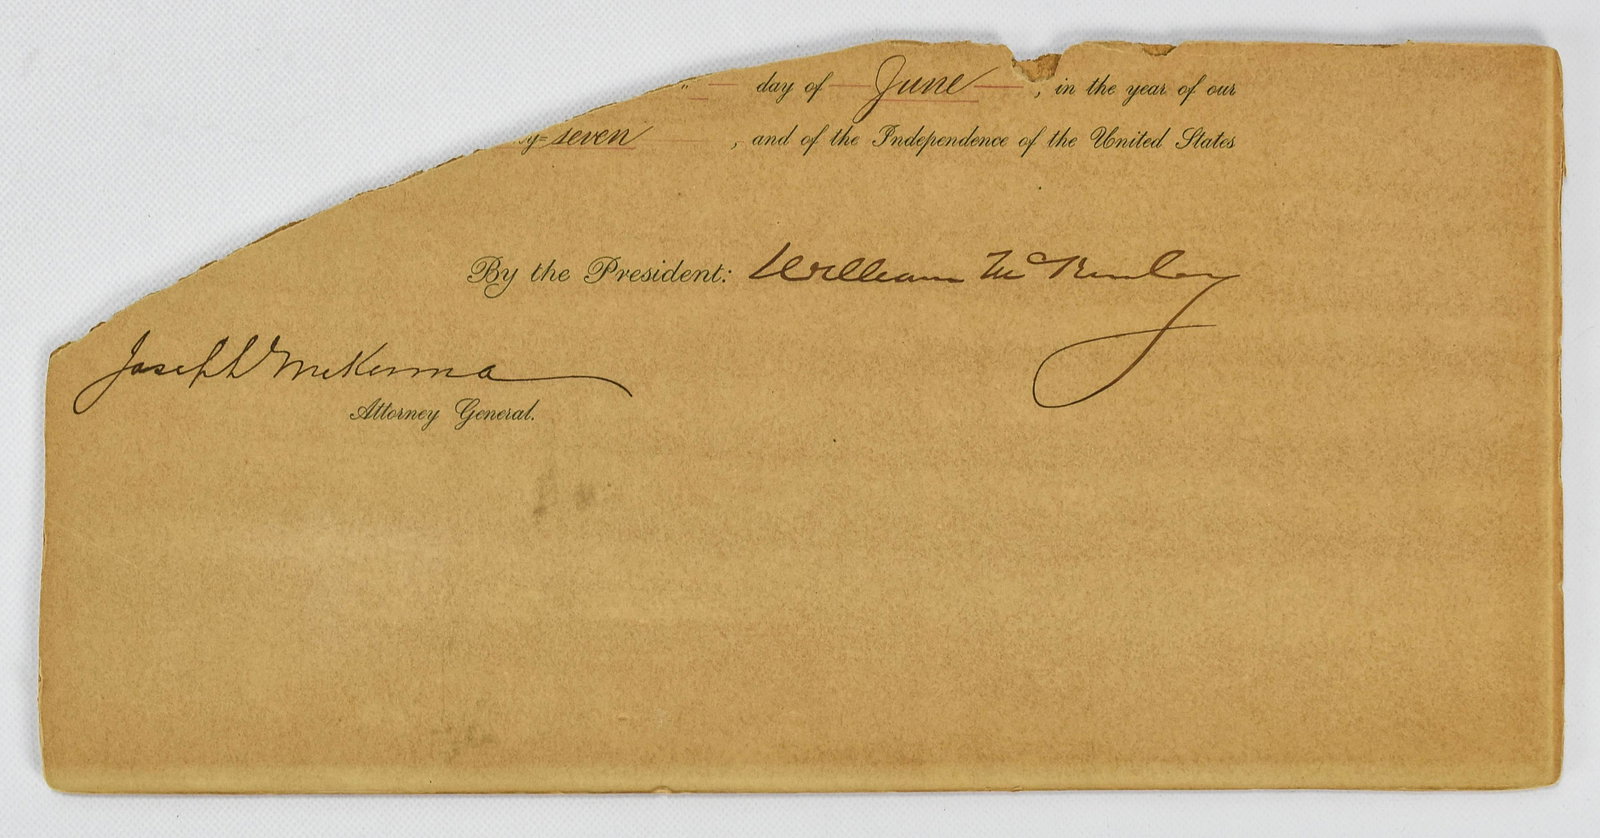 day of June, in the year of our
y-seven, and of the Independence of the United States
By the President: William McKinley
Joseph McKenna
Attorney General.